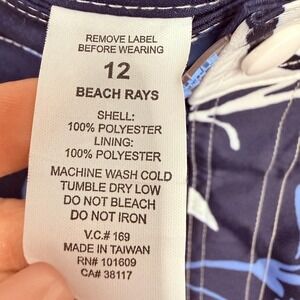 REMOVE LABEL
BEFORE WEARING
12
BEACH RAYS
SHELL:
100% POLYESTER
LINING:
100% POLYESTER
MACHINE WASH COLD
TUMBLE DRY LOW
DO NOT BLEACH
DO NOT IRON
V.C.# 169
MADE IN TAIWAN
RN# 101609
CA# 38117